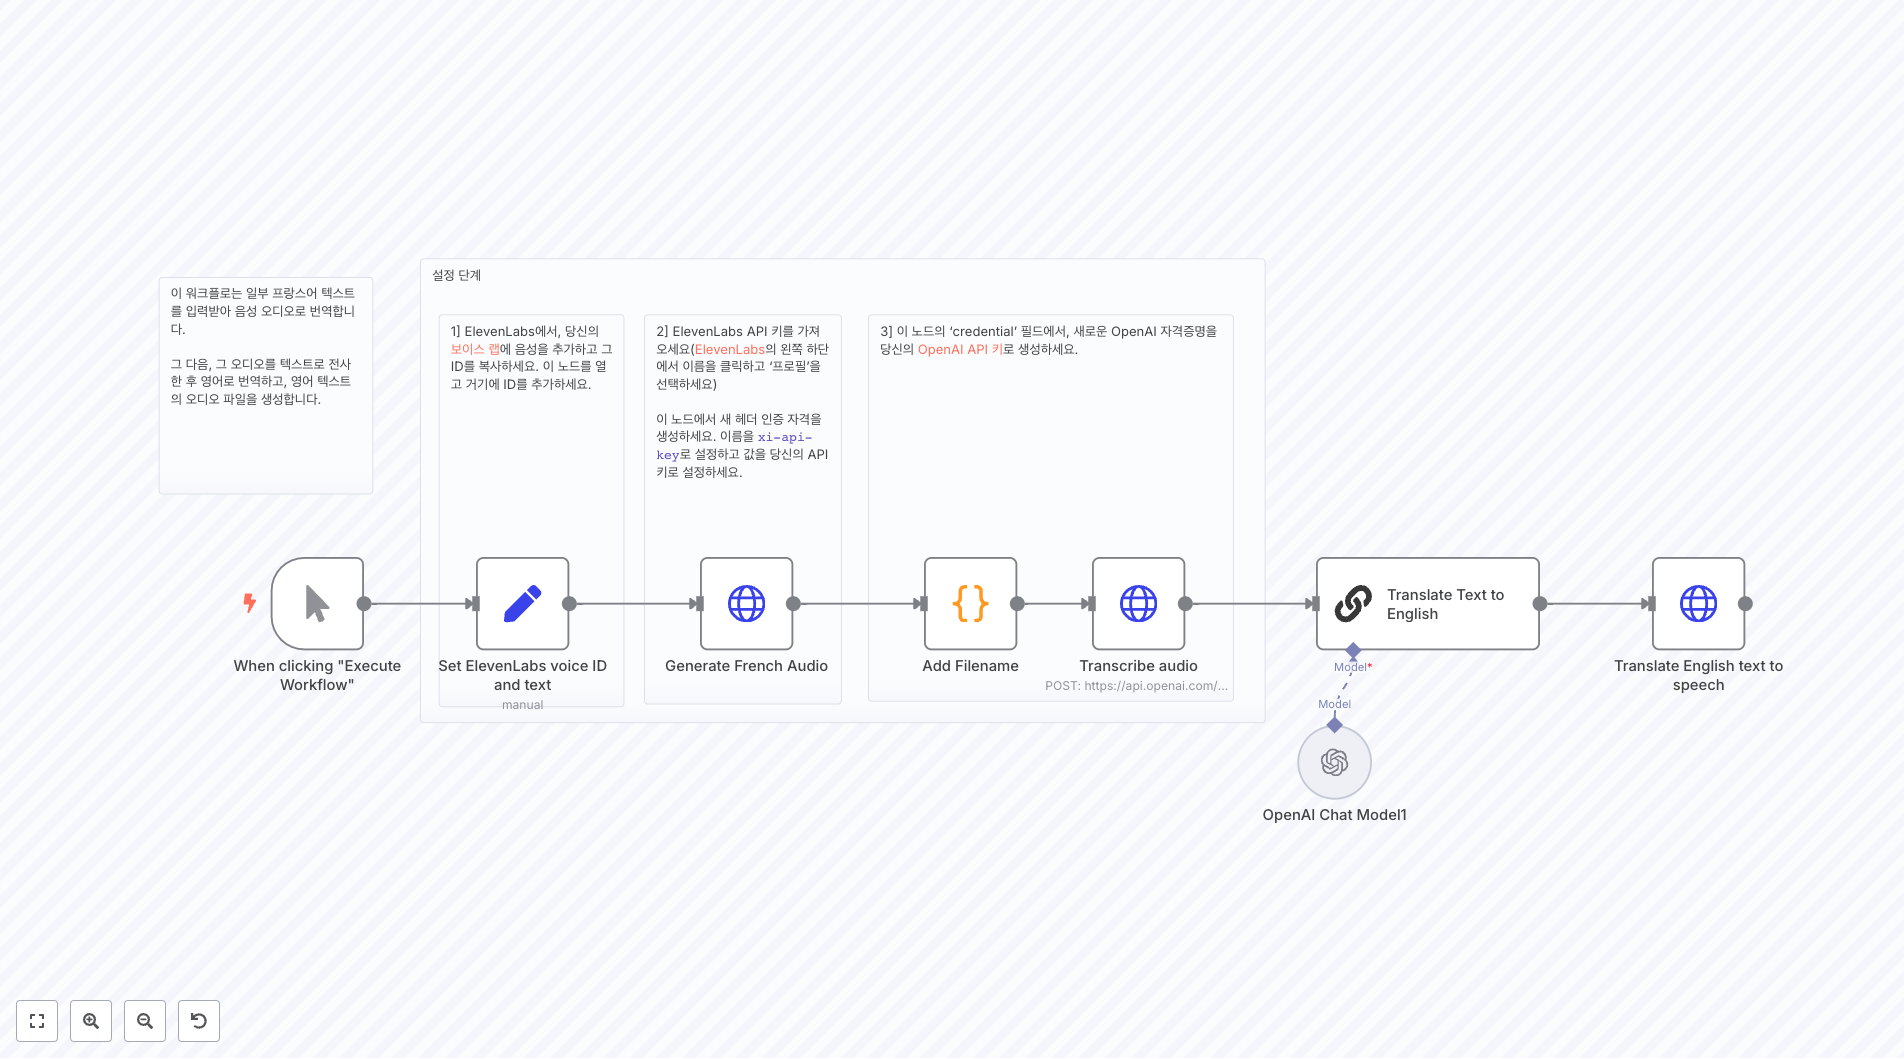 이 워크플로는 일부 프랑스어 텍스트
를 입력받아 음성 오디오로 번역합니
다.
그 다음, 그 오디오를 텍스트로 전사
한 후 영어로 번역하고, 영어 텍스트
의 오디오 파일을 생성합니다.
설정 단계
1] ElevenLabs에서, 당신의
보이스 랩에 음성을 추가하고 그
ID를 복사하세요. 이 노드를 열
고 거기에 ID를 추가하세요.
2] ElevenLabs API 키를 가져
오세요(ElevenLabs의 왼쪽 하단
에서 이름을 클릭하고 ‘프로필’을
선택하세요)
이 노드에서 새 헤더 인증 자격을
생성하세요. 이름을 xi-api-
key로 설정하고 값을 당신의 API
키로 설정하세요.
3] 이 노드의 ‘credential’ 필드에서, 새로운 OpenAI 자격증명을
당신의 OpenAI API 키로 생성하세요.
When clicking "Execute
Workflow"
Set ElevenLabs voice ID
and text
manual
Generate French Audio
Add Filename
Transcribe audio
POST: https://api.openai.com/...
Translate Text to
English
Model*
Model
OpenAI Chat Model1
Translate English text to
speech